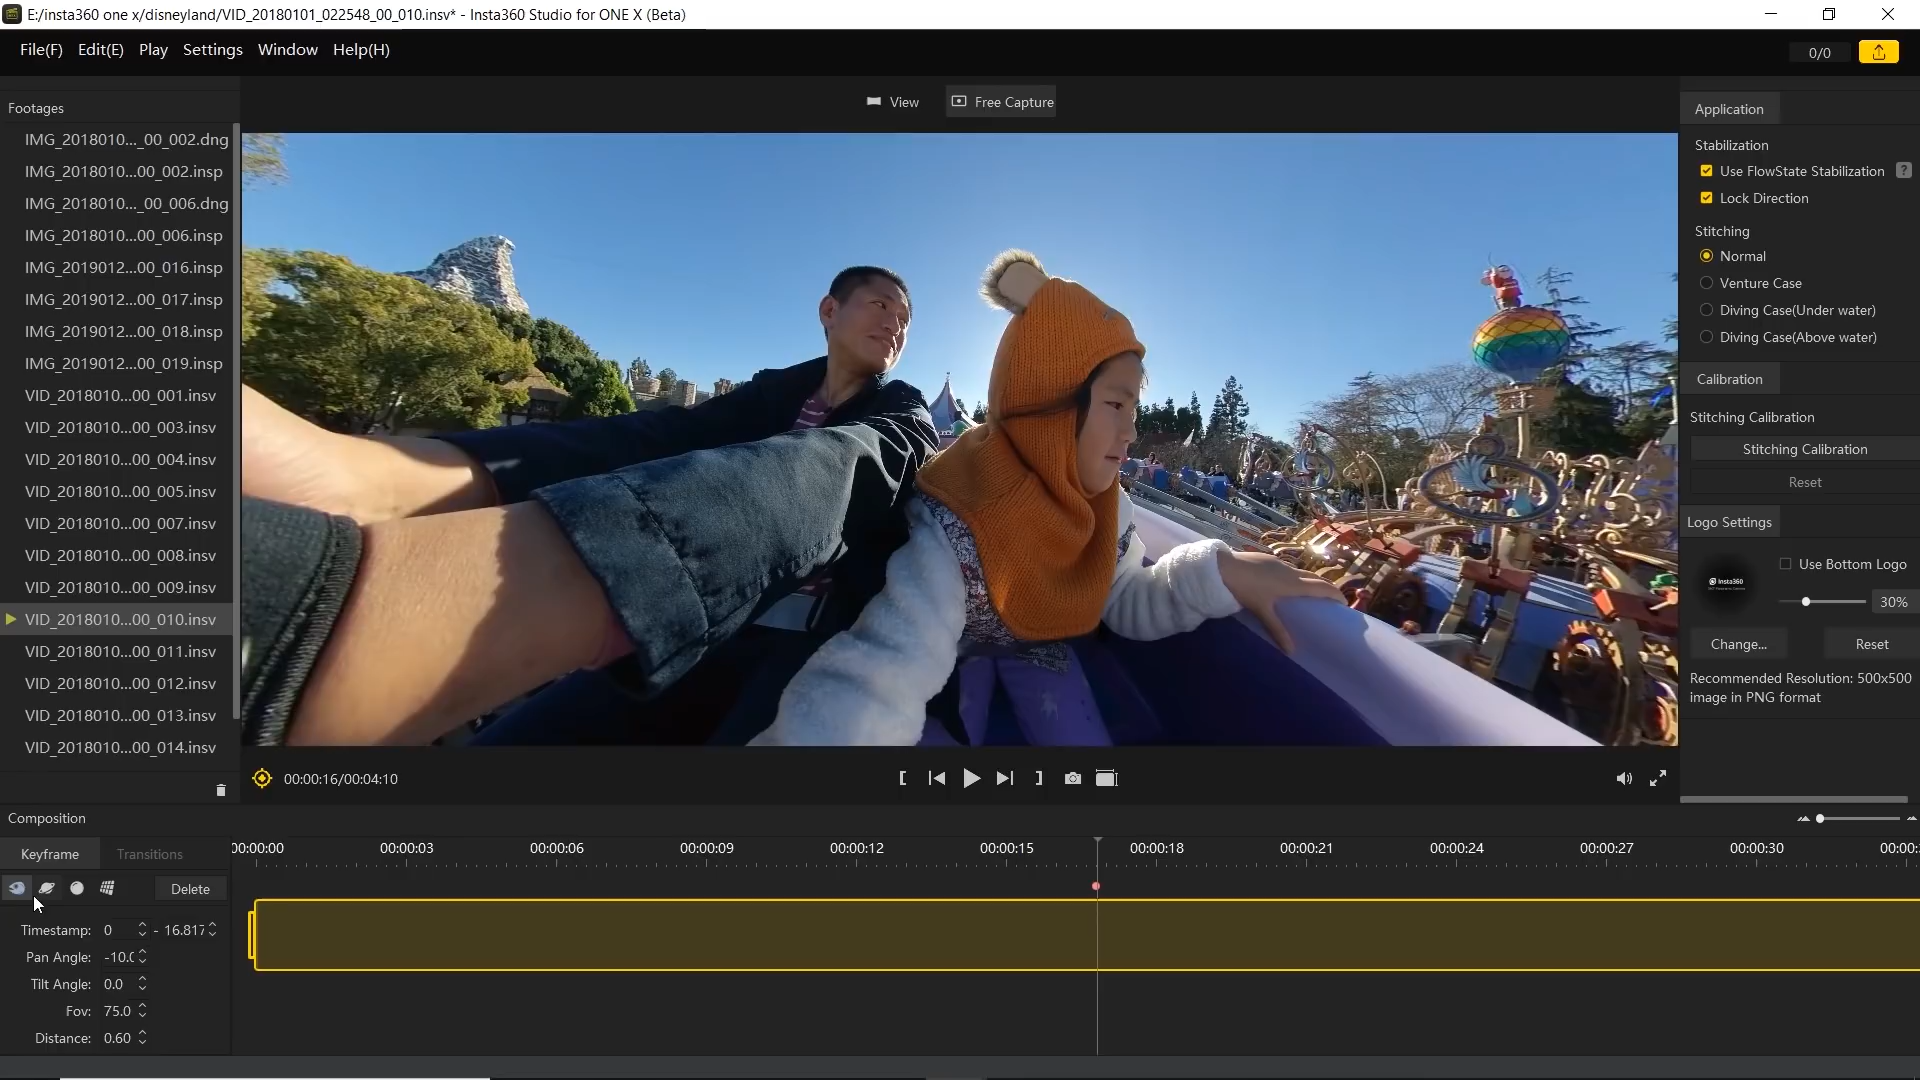 E:/insta360 one x/disneyland/VID_20180101_022548_00_010.insv* - Insta360 Studio for ONE X (Beta)
File(F) Edit(E) Play Settings Window Help(H)
0/0
Footages
IMG_2018010..._00_002.dng
IMG_2018010...00_002.insp
IMG_2018010..._00_006.dng
IMG_2018010...00_006.insp
IMG_2019012...00_016.insp
IMG_2019012...00_017.insp
IMG_2019012...00_018.insp
IMG_2019012...00_019.insp
VID_2018010...00_001.insv
VID_2018010...00_003.insv
VID_2018010...00_004.insv
VID_2018010...00_005.insv
VID_2018010...00_007.insv
VID_2018010...00_008.insv
VID_2018010...00_009.insv
VID_2018010...00_010.insv
VID_2018010...00_011.insv
VID_2018010...00_012.insv
VID_2018010...00_013.insv
VID_2018010...00_014.insv
View Free Capture
00:00:16/00:04:10
Application
Stabilization
Use FlowState Stabilization ?
Lock Direction
Stitching
Normal
Venture Case
Diving Case(Under water)
Diving Case(Above water)
Calibration
Stitching Calibration
Stitching Calibration
Reset
Logo Settings
Insta360
Use Bottom Logo
30%
Change... Reset
Recommended Resolution: 500x500
image in PNG format
Composition
Keyframe Transitions
Delete
Timestamp: 0 - 16.817
Pan Angle: -10.0
Tilt Angle: 0.0
Fov: 75.0
Distance: 0.60
00:00:00 00:00:03 00:00:06 00:00:09 00:00:12 00:00:15 00:00:18 00:00:21 00:00:24 00:00:27 00:00:30 00:00: